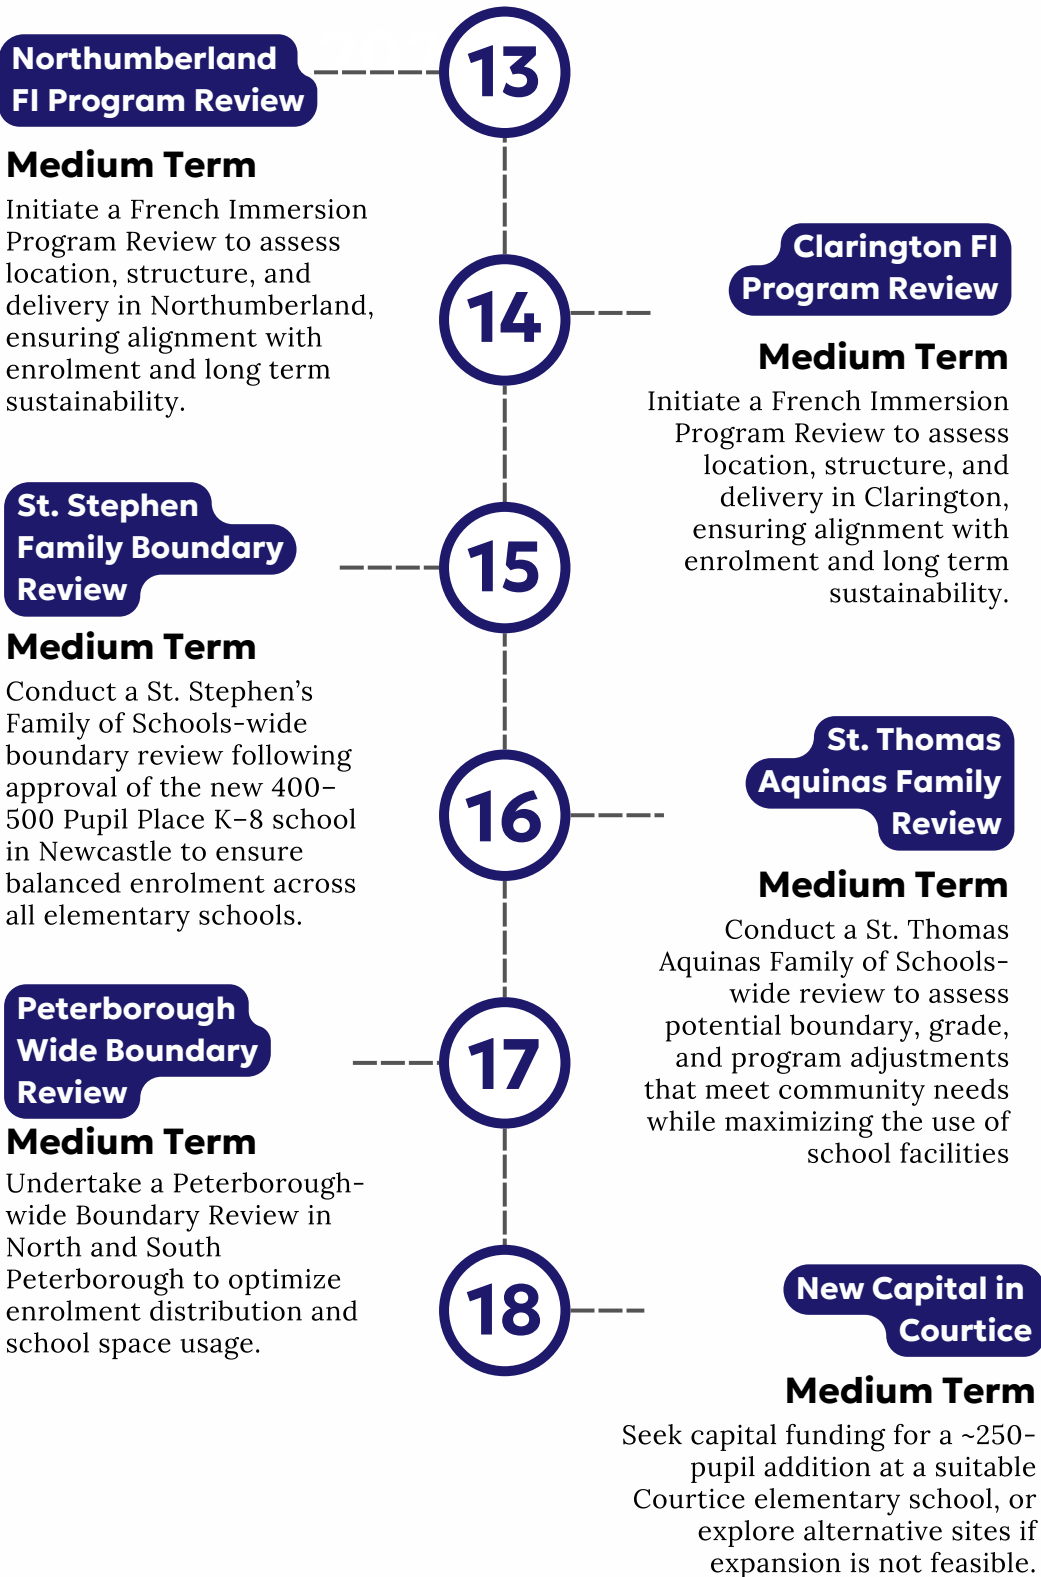 13
Northumberland
FI Program Review
Medium Term
Initiate a French Immersion
Program Review to assess
location, structure, and
delivery in Northumberland,
ensuring alignment with
enrolment and long term
sustainability.
14
Clarington FI
Program Review
Medium Term
Initiate a French Immersion
Program Review to assess
location, structure, and
delivery in Clarington,
ensuring alignment with
enrolment and long term
sustainability.
15
St. Stephen
Family Boundary
Review
Medium Term
Conduct a St. Stephen’s
Family of Schools-wide
boundary review following
approval of the new 400–
500 Pupil Place K–8 school
in Newcastle to ensure
balanced enrolment across
all elementary schools.
16
St. Thomas
Aquinas Family
Review
Medium Term
Conduct a St. Thomas
Aquinas Family of Schools-
wide review to assess
potential boundary, grade,
and program adjustments
that meet community needs
while maximizing the use of
school facilities
17
Peterborough
Wide Boundary
Review
Medium Term
Undertake a Peterborough-
wide Boundary Review in
North and South
Peterborough to optimize
enrolment distribution and
school space usage.
18
New Capital in
Courtice
Medium Term
Seek capital funding for a ~250-
pupil addition at a suitable
Courtice elementary school, or
explore alternative sites if
expansion is not feasible.